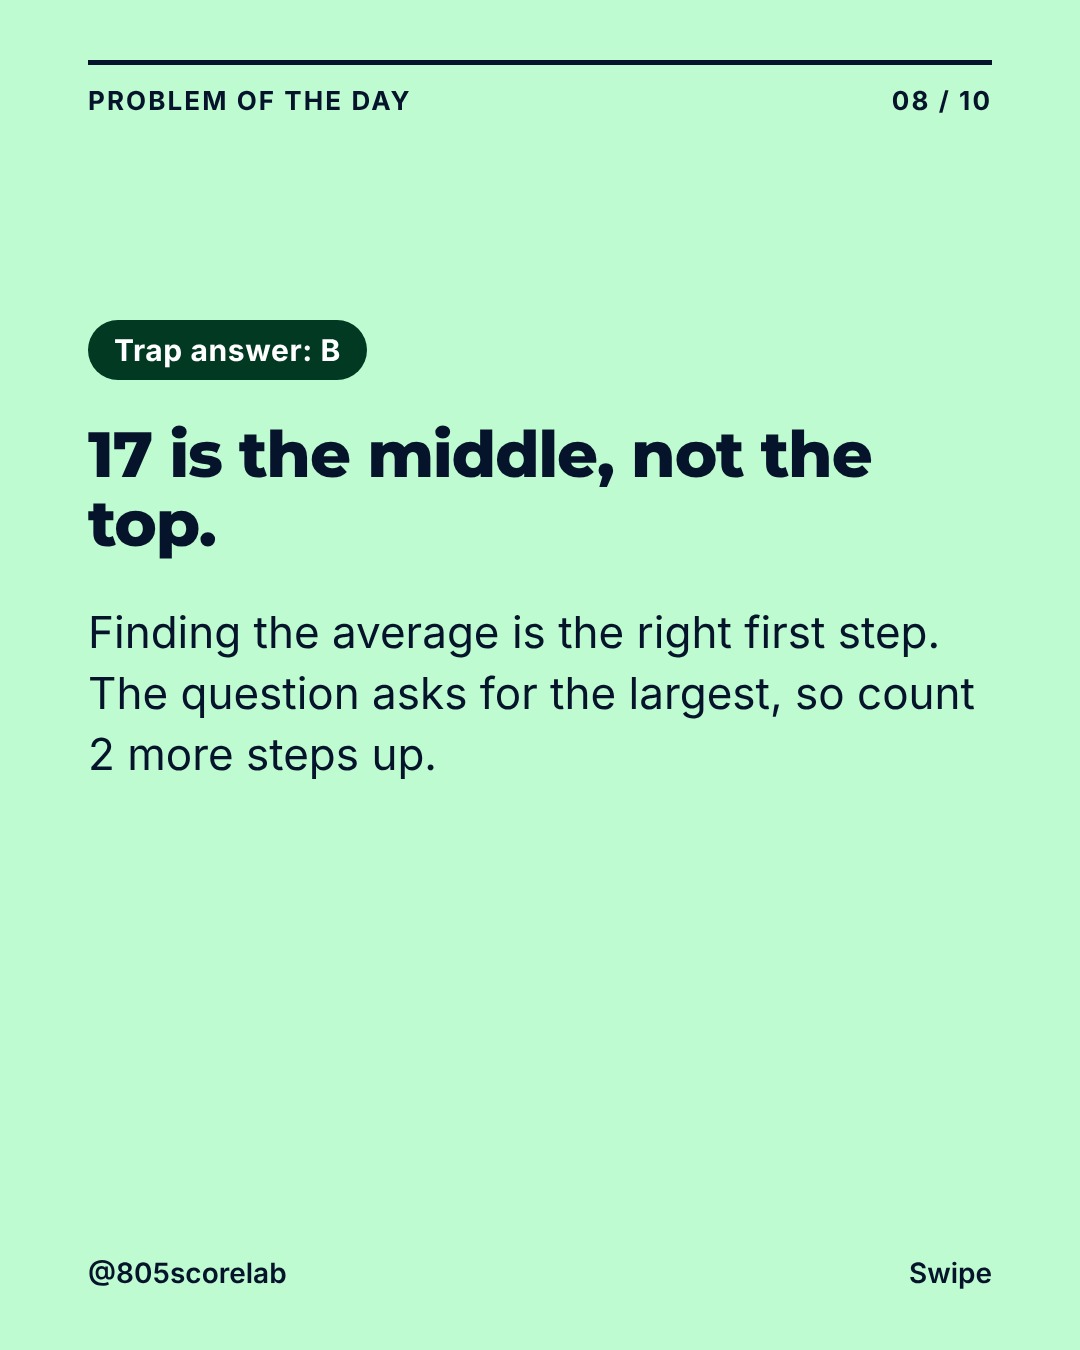 PROBLEM OF THE DAY
08 / 10
Trap answer: B
17 is the middle, not the
top.
Finding the average is the right first step.
The question asks for the largest, so count
2 more steps up.
@805scorelab
Swipe